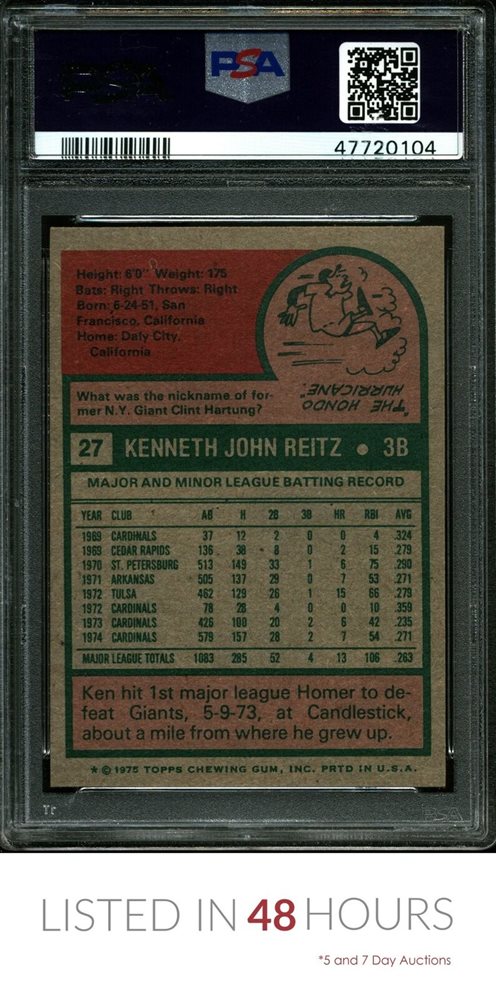 PSA
PSA
47720104
Height: 6'0" Weight: 175
Bats: Right Throws: Right
Born: 6-24-51, San
Francisco, California
Home: Daly City,
California
What was the nickname of for-
mer N.Y. Giant Clint Hartung?
"THE HONDO
HURRICANE."
27 KENNETH JOHN REITZ • 3B
MAJOR AND MINOR LEAGUE BATTING RECORD
YEAR CLUB AB H 2B 3B HR RBI AVG
1969 CARDINALS 37 12 2 0 0 4 .324
1969 CEDAR RAPIDS 136 38 8 0 2 15 .279
1970 ST. PETERSBURG 513 149 33 1 6 75 .290
1971 ARKANSAS 505 137 29 0 7 53 .271
1972 TULSA 462 129 26 1 15 66 .279
1972 CARDINALS 78 28 4 0 0 10 .359
1973 CARDINALS 426 100 20 2 6 42 .235
1974 CARDINALS 579 157 28 2 7 54 .271
MAJOR LEAGUE TOTALS 1083 285 52 4 13 106 .263
Ken hit 1st major league Homer to de-
feat Giants, 5-9-73, at Candlestick,
about a mile from where he grew up.
* © 1975 TOPPS CHEWING GUM, INC. PRTD IN U.S.A.
PSA
LISTED IN 48 HOURS
*5 and 7 Day Auctions